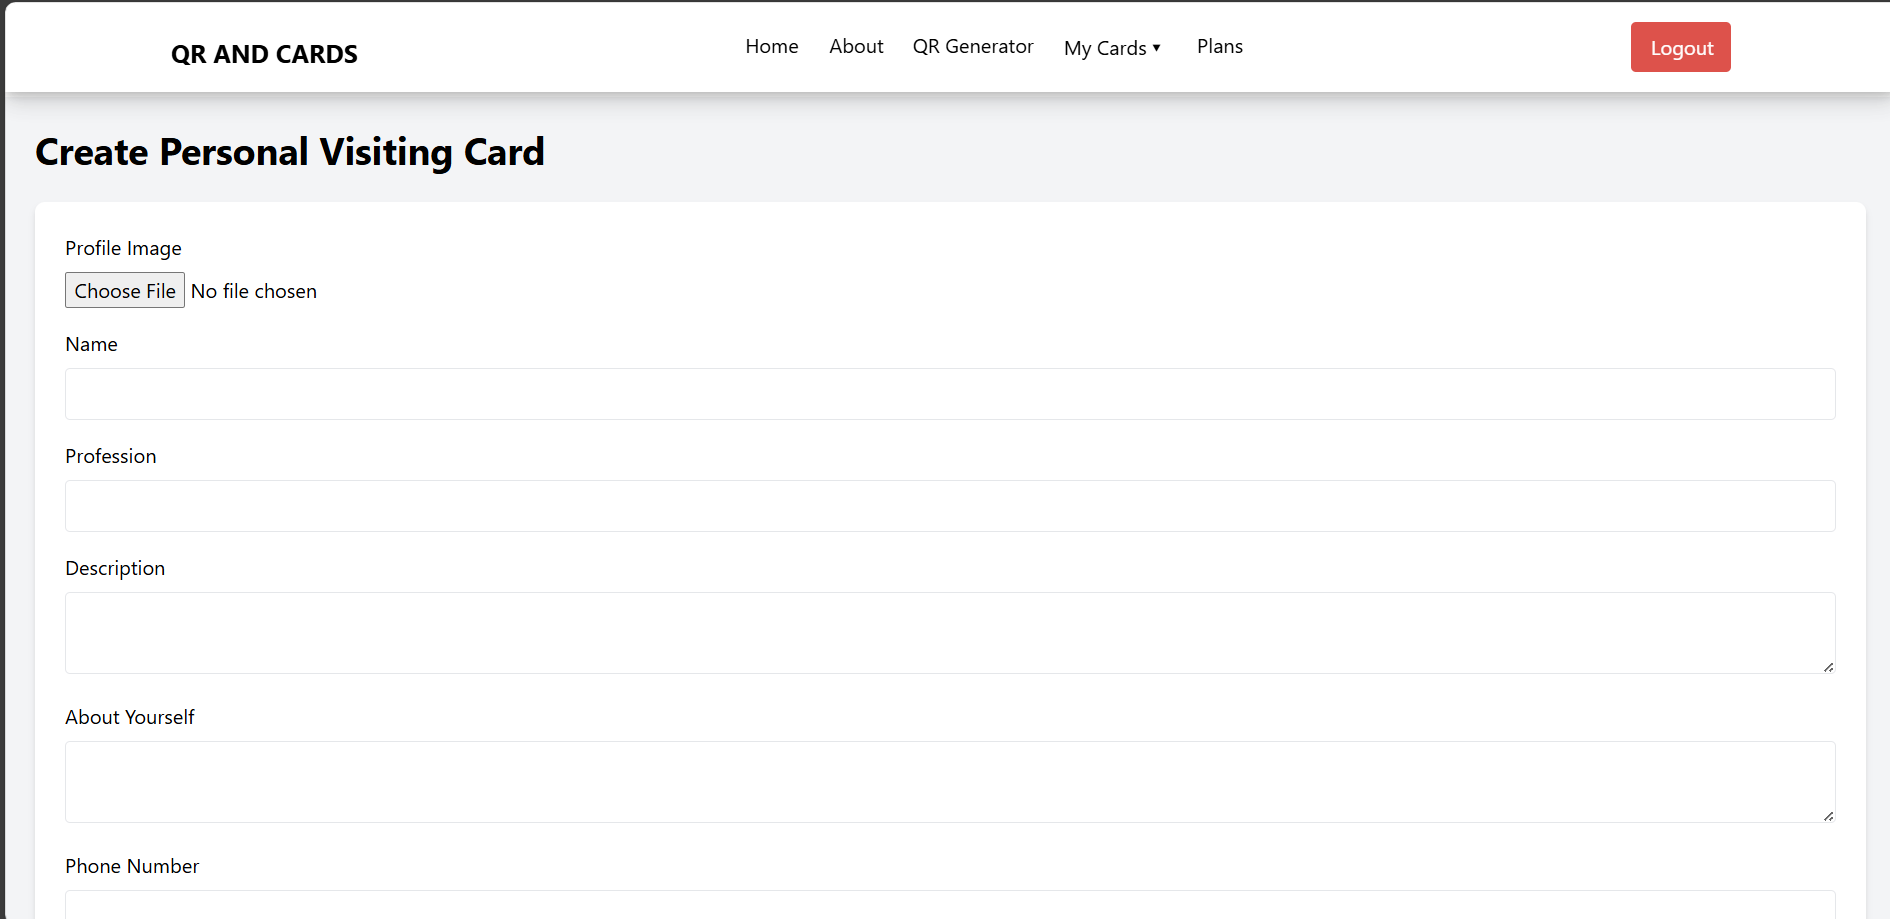 QR AND CARDS
Home About QR Generator My Cards ▾ Plans
Logout
Create Personal Visiting Card
Profile Image
Choose File No file chosen
Name
Profession
Description
About Yourself
Phone Number